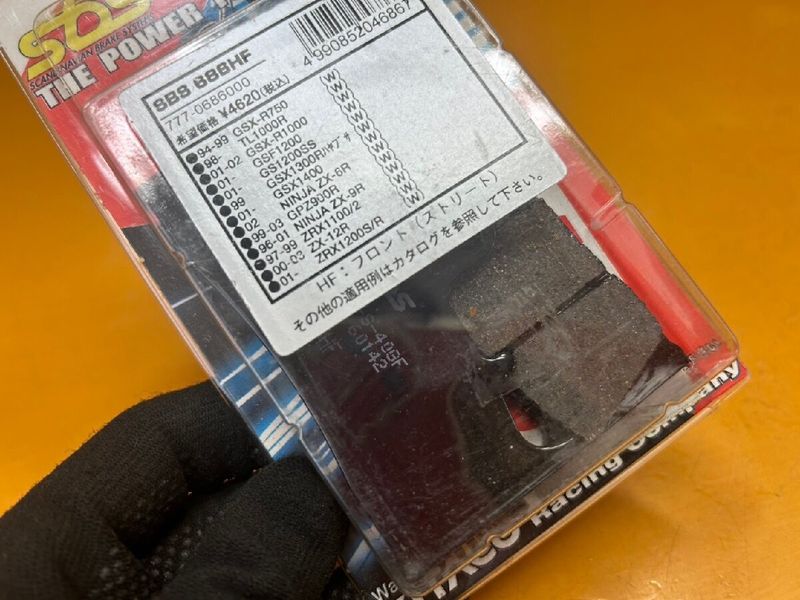 SBS
SCANDINAVIAN BRAKE SYSTEMS
THE POWER
4990852046867
777-0686000
希望価格 ¥4620(税込)
●94-99 GSX-R750 (W)
●98- TL1000R (W)
●01-02 GSX-R1000 (W)
GSF1200 (W)
●01- GS1200SS (W)
●99 GSX1300Rハヤブサ (W)
●01- GSX1400 (W)
●02 NINJA ZX-6R (W)
●99-03 GPZ900R (W)
●98-01 NINJA ZX-9R (W)
●97-99 ZRX1100/2 (W)
●00-03 ZX-12R (W)
●01- ZRX1200S/R (W)
HF：フロント(ストリート)
その他の適用例はカタログを参照して下さい。
Racing Company